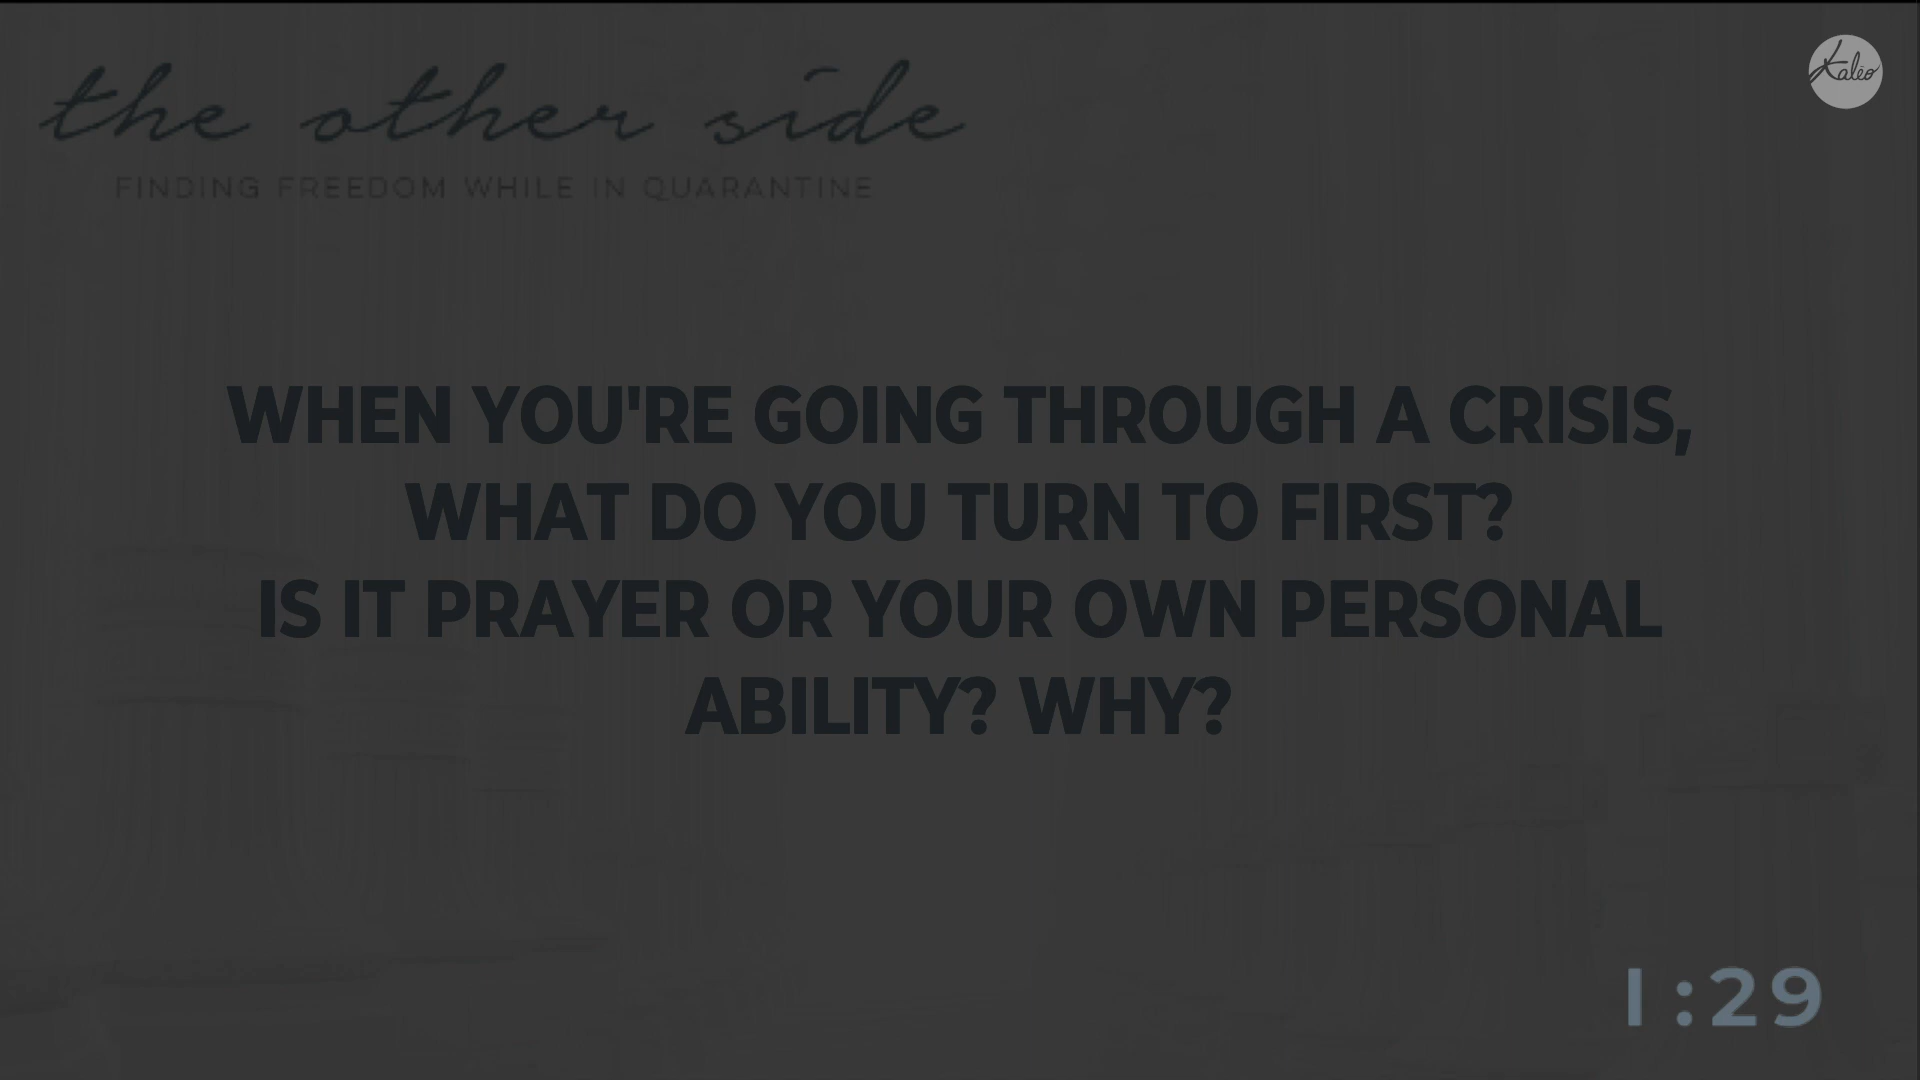 the other side
Kaleo
FINDING FREEDOM WHILE IN QUARANTINE
WHEN YOU'RE GOING THROUGH A CRISIS,
WHAT DO YOU TURN TO FIRST?
IS IT PRAYER OR YOUR OWN PERSONAL
ABILITY? WHY?
1:29